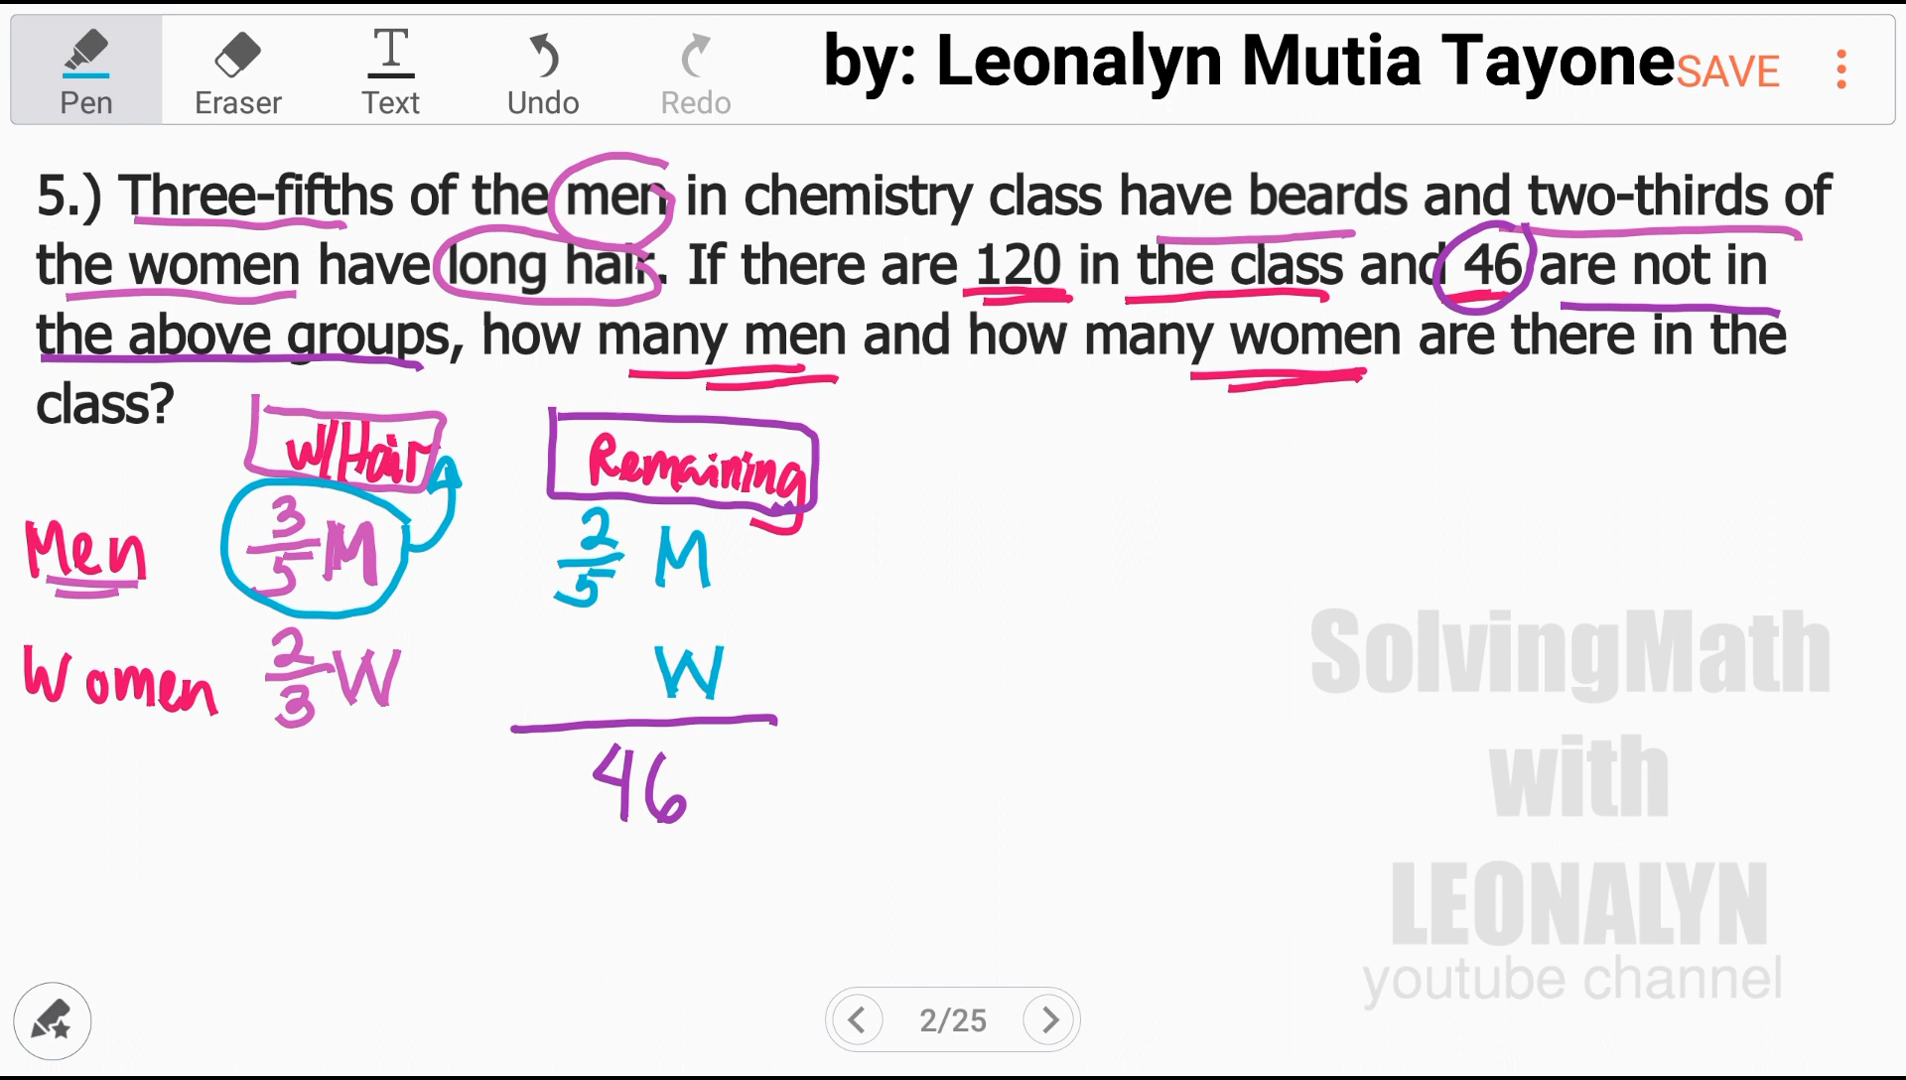 Pen
Eraser
Text
Undo
Redo
by: Leonalyn Mutia Tayone
SAVE
5.) Three-fifths of the men in chemistry class have beards and two-thirds of
the women have long hair. If there are 120 in the class and 46 are not in
the above groups, how many men and how many women are there in the
class?
w/Hair
Remaining
Men 3/5 M 2/5 M
Women 2/3 W W
46
SolvingMath
with
LEONALYN
youtube channel
2/25